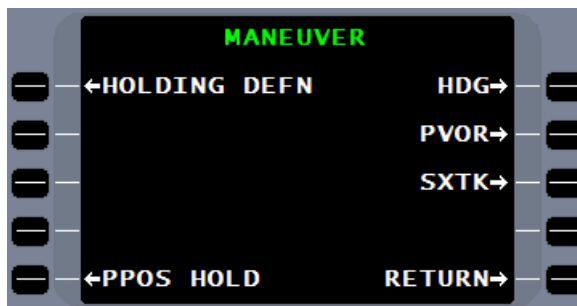 MANEUVER
←HOLDING DEFN HDG→
PVOR→
SXTK→
←PPOS HOLD RETURN→